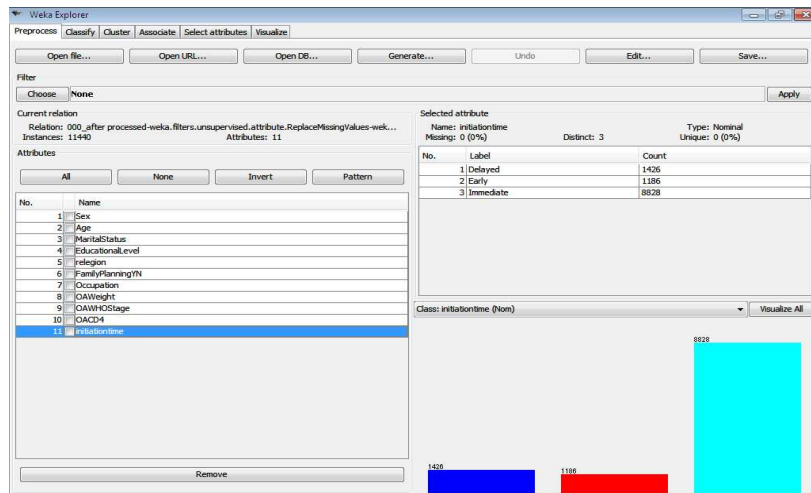 Weka Explorer
Preprocess Classify Cluster Associate Select attributes Visualize
Open file... Open URL... Open DB... Generate... Undo Edit... Save...
Filter
Choose None Apply
Current relation
Relation: 000_after processed-weka.filters.unsupervised.attribute.ReplaceMissingValues-wek...
Instances: 11440 Attributes: 11
Attributes
All None Invert Pattern
No. Name
1 Sex
2 Age
3 MaritalStatus
4 EducationalLevel
5 relegion
6 FamilyPlanningYN
7 Occupation
8 OAWeight
9 OAWHOStage
10 OACD4
11 initiationtime
Remove
Selected attribute
Name: initiationtime Type: Nominal
Missing: 0 (0%) Distinct: 3 Unique: 0 (0%)
No. Label Count
1 Delayed 1426
2 Early 1186
3 Immediate 8828
Class: initiationtime (Nom) Visualize All
8828
1426
1186